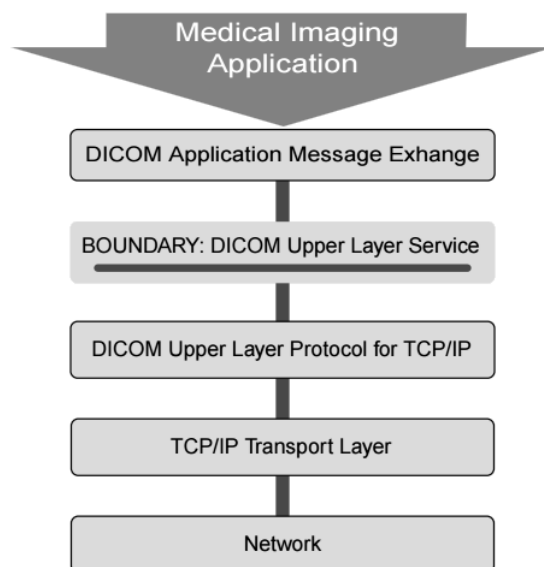 Medical Imaging
Application
DICOM Application Message Exhange
BOUNDARY: DICOM Upper Layer Service
DICOM Upper Layer Protocol for TCP/IP
TCP/IP Transport Layer
Network